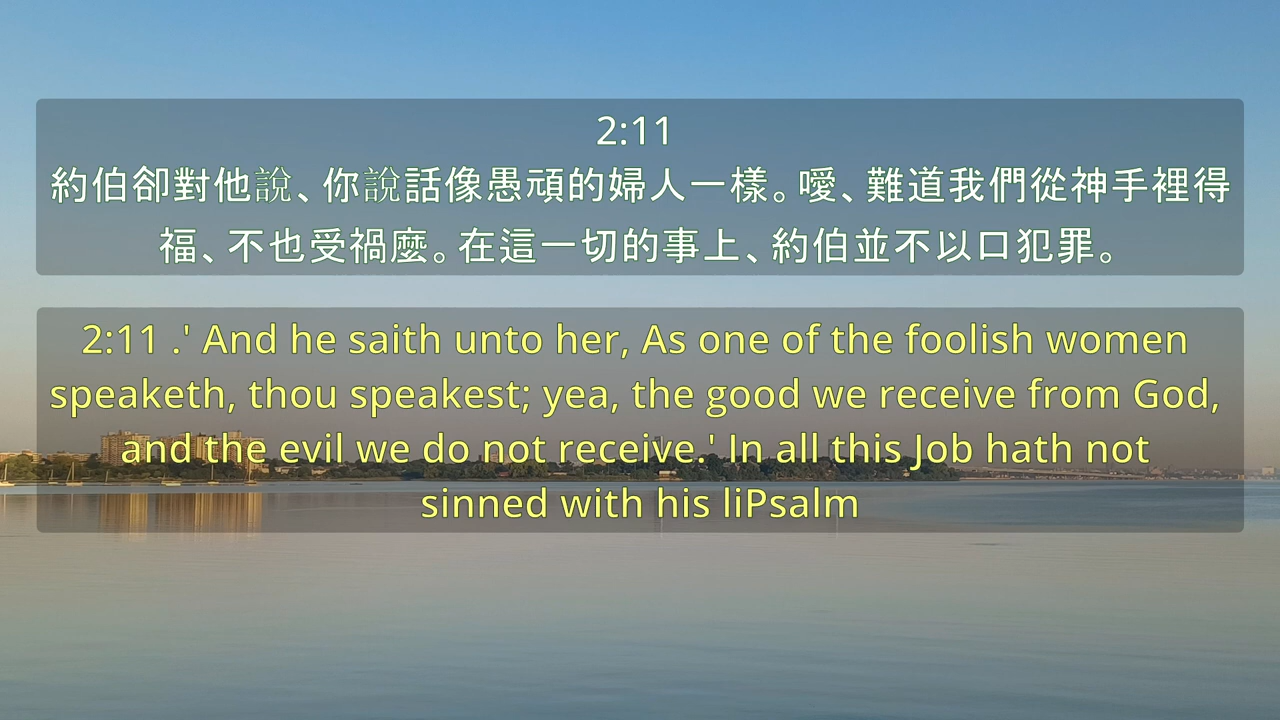 2:11
約伯卻對他說、你說話像愚頑的婦人一樣。噯、難道我們從神手裡得
福、不也受禍麼。在這一切的事上、約伯並不以口犯罪。
2:11 .' And he saith unto her, As one of the foolish women
speaketh, thou speakest; yea, the good we receive from God,
and the evil we do not receive.' In all this Job hath not
sinned with his liPsalm